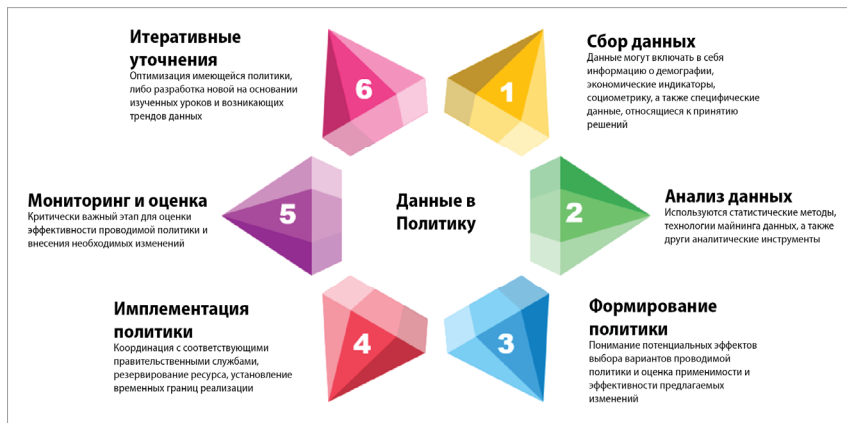 Данные в
Политику
1
Сбор данных
Данные могут включать в себя
информацию о демографии,
экономические индикаторы,
социометрику, а также специфические
данные, относящиеся к принятию
решений
2
Анализ данных
Используются статистические методы,
технологии майнинга данных, а также
други аналитические инструменты
3
Формирование
политики
Понимание потенциальных эффектов
выбора вариантов проводимой
политики и оценка применимости и
эффективности предлагаемых
изменений
4
Имплементация
политики
Координация с соответствующими
правительственными службами,
резервирование ресурса, установление
временных границ реализации
5
Мониторинг и оценка
Критически важный этап для оценки
эффективности проводимой политики и
внесения необходимых изменений
6
Итеративные
уточнения
Оптимизация имеющейся политики,
либо разработка новой на основании
изученных уроков и возникающих
трендов данных